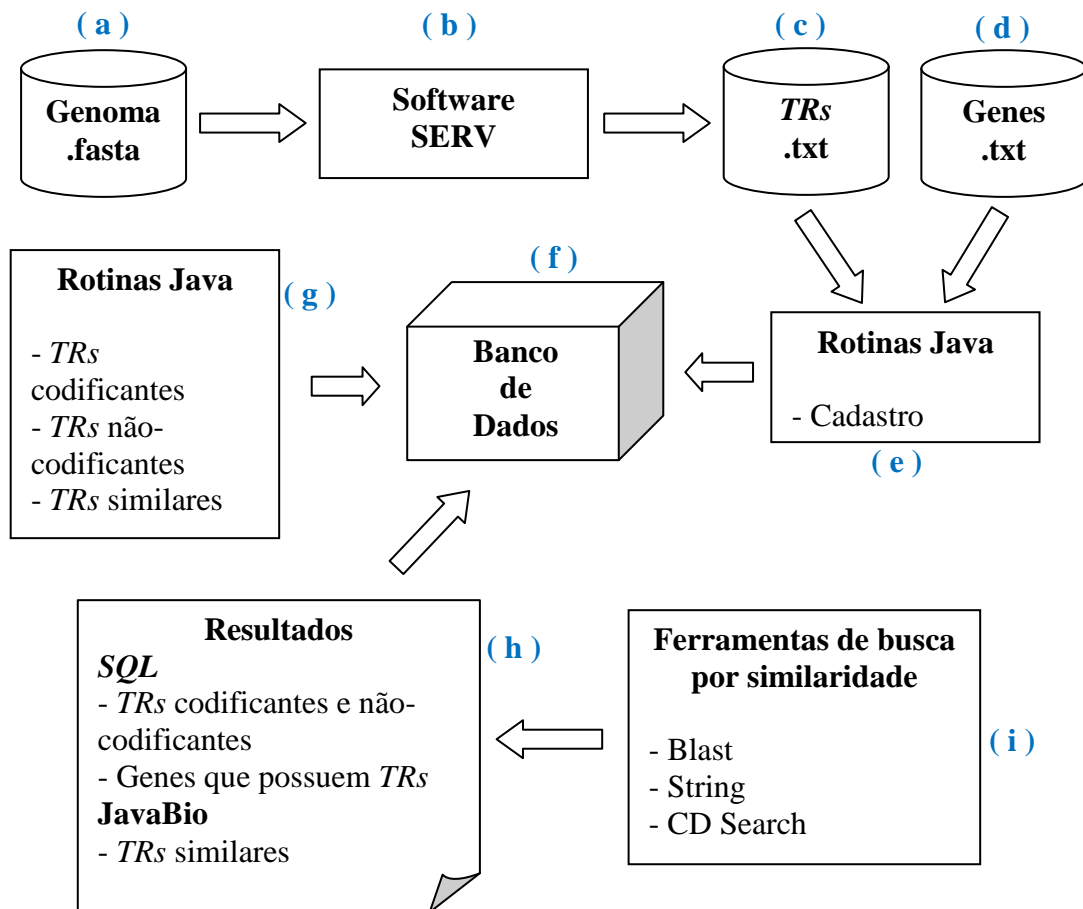 ( a )
( b )
( c )
( d )
Genoma
.fasta
Software
SERV
TRs
.txt
Genes
.txt
Rotinas Java
- TRs
codificantes
- TRs não-
codificantes
- TRs similares
( g )
( f )
Banco
de
Dados
Rotinas Java
- Cadastro
( e )
Resultados
SQL
- TRs codificantes e não-
codificantes
- Genes que possuem TRs
JavaBio
- TRs similares
( h )
Ferramentas de busca
por similaridade
- Blast
- String
- CD Search
( i )